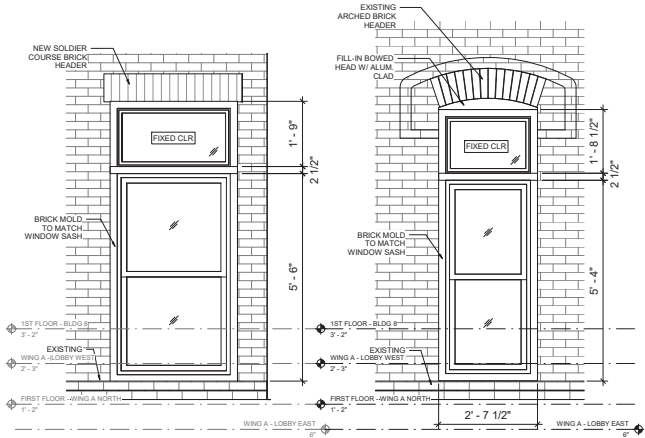 NEW SOLDIER
COURSE BRICK
HEADER
FIXED CLR
1' - 9"
2 1/2"
5' - 6"
BRICK MOLD
TO MATCH
WINDOW SASH
1ST FLOOR - BLDG 8
3' - 2"
EXISTING
WING A - LOBBY WEST
2' - 3"
FIRST FLOOR - WING A NORTH
1' - 2"
WING A - LOBBY EAST
6"
EXISTING
ARCHED BRICK
HEADER
FILL-IN BOWED
HEAD W/ ALUM.
CLAD
FIXED CLR
1' - 8 1/2"
2 1/2"
5' - 4"
BRICK MOLD
TO MATCH
WINDOW SASH
1ST FLOOR - BLDG 8
3' - 2"
EXISTING
WING A - LOBBY WEST
2' - 3"
FIRST FLOOR - WING A NORTH
1' - 2"
2' - 7 1/2"
WING A - LOBBY EAST
6"